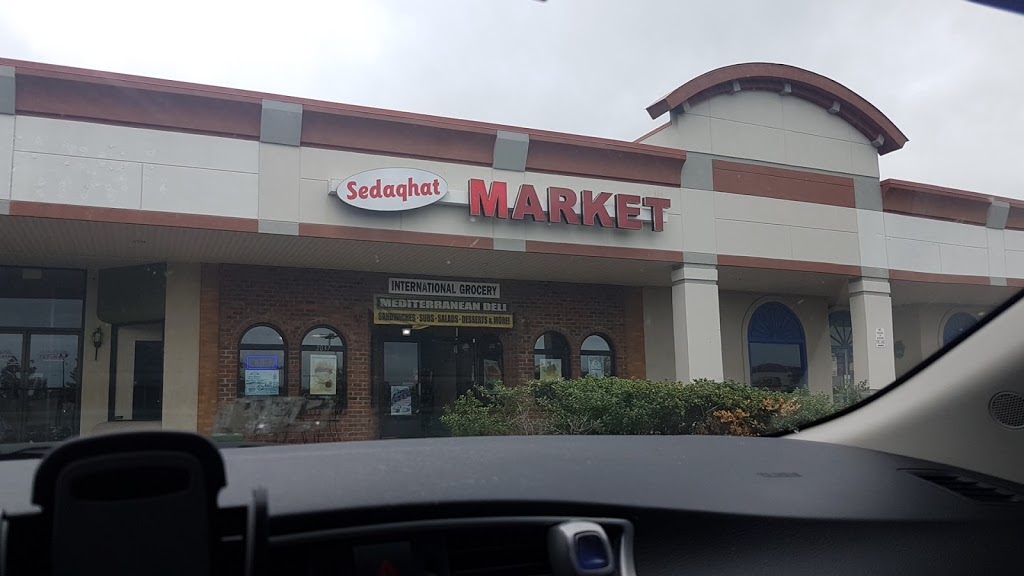 Sedaqhat
MARKET
INTERNATIONAL GROCERY
MEDITERRANEAN DELI
SANDWICHES • SUBS • SALADS • DESSERTS & MORE!